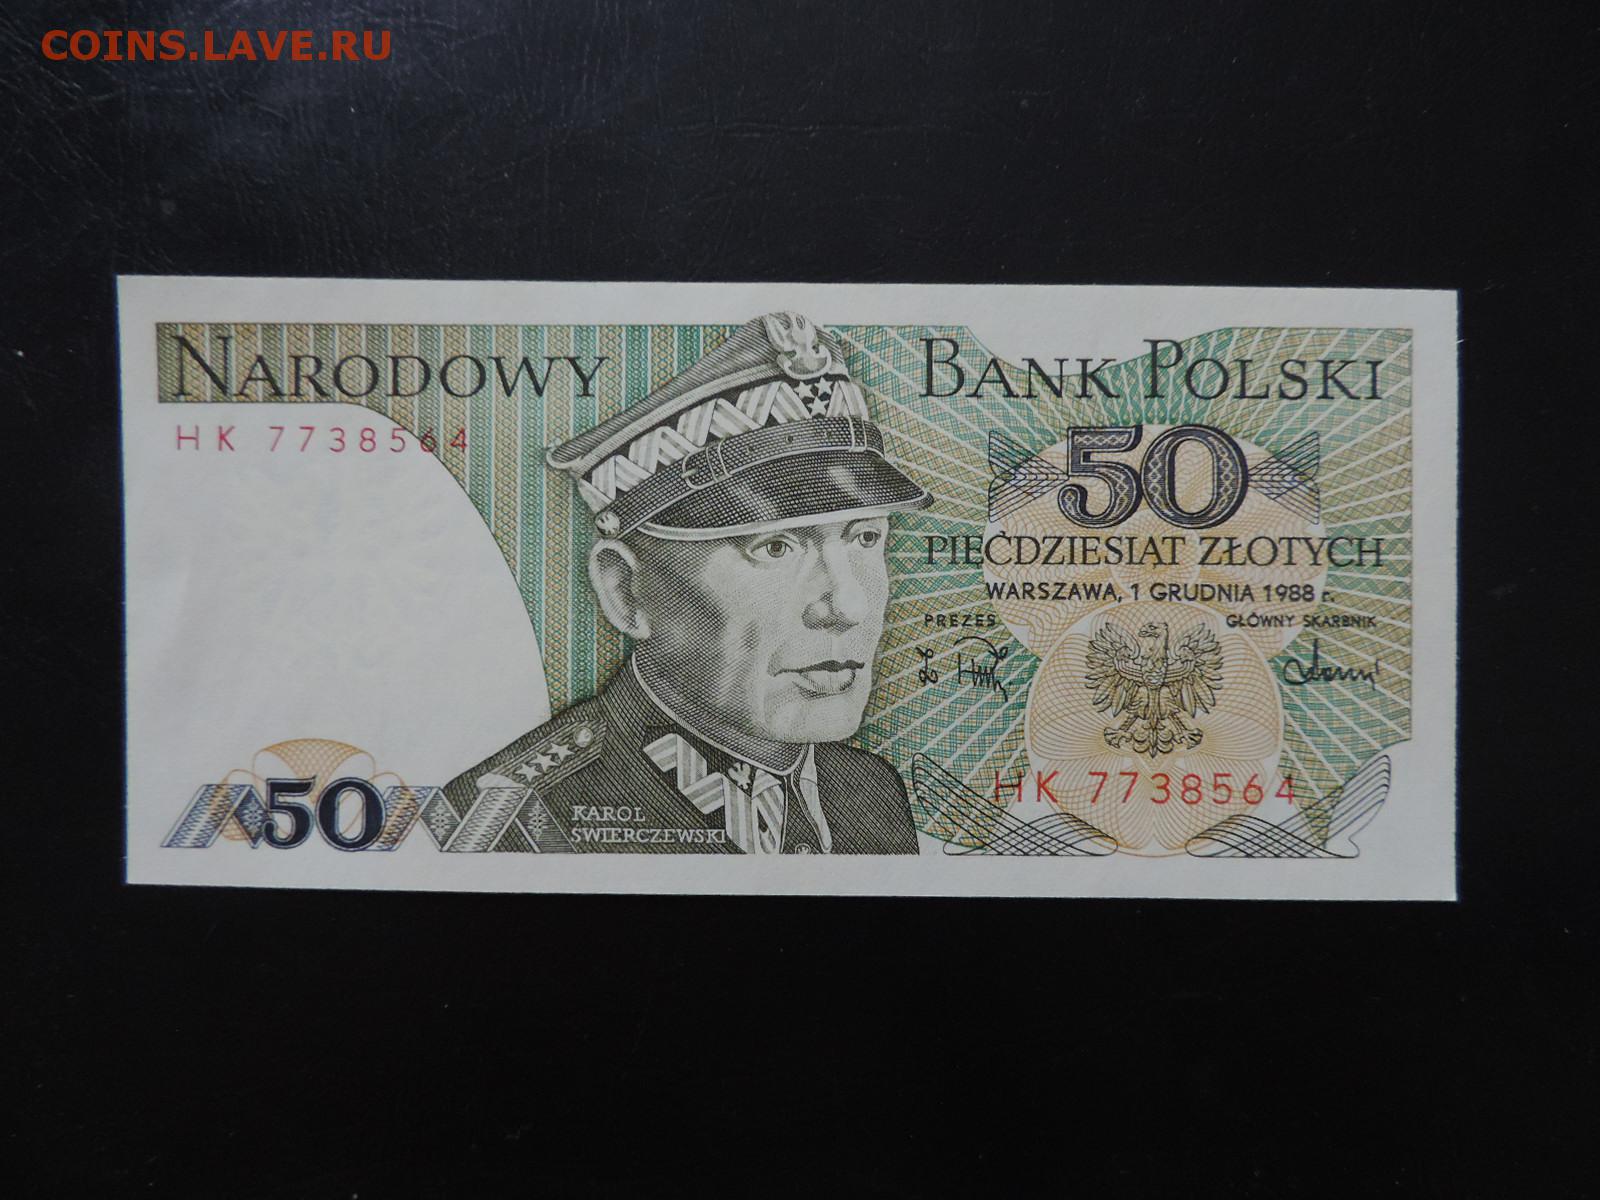 COINS.LAVE.RU
NARODOWY BANK POLSKI
HK 7738564
50
PIĘĆDZIESIĄT ZŁOTYCH
WARSZAWA, 1 GRUDNIA 1988 r.
PREZES GŁÓWNY SKARBNIK
HK 7738564
50
KAROL
ŚWIERCZEWSKI